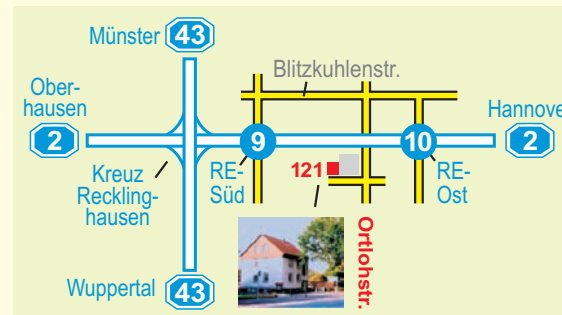 Münster 43
Blitzkuhlenstr.
Ober-
hausen
2
Hannove
2
9
10
Kreuz
Reckling-
hausen
RE-
Süd
121
RE-
Ost
Ortlohstr.
Wuppertal 43